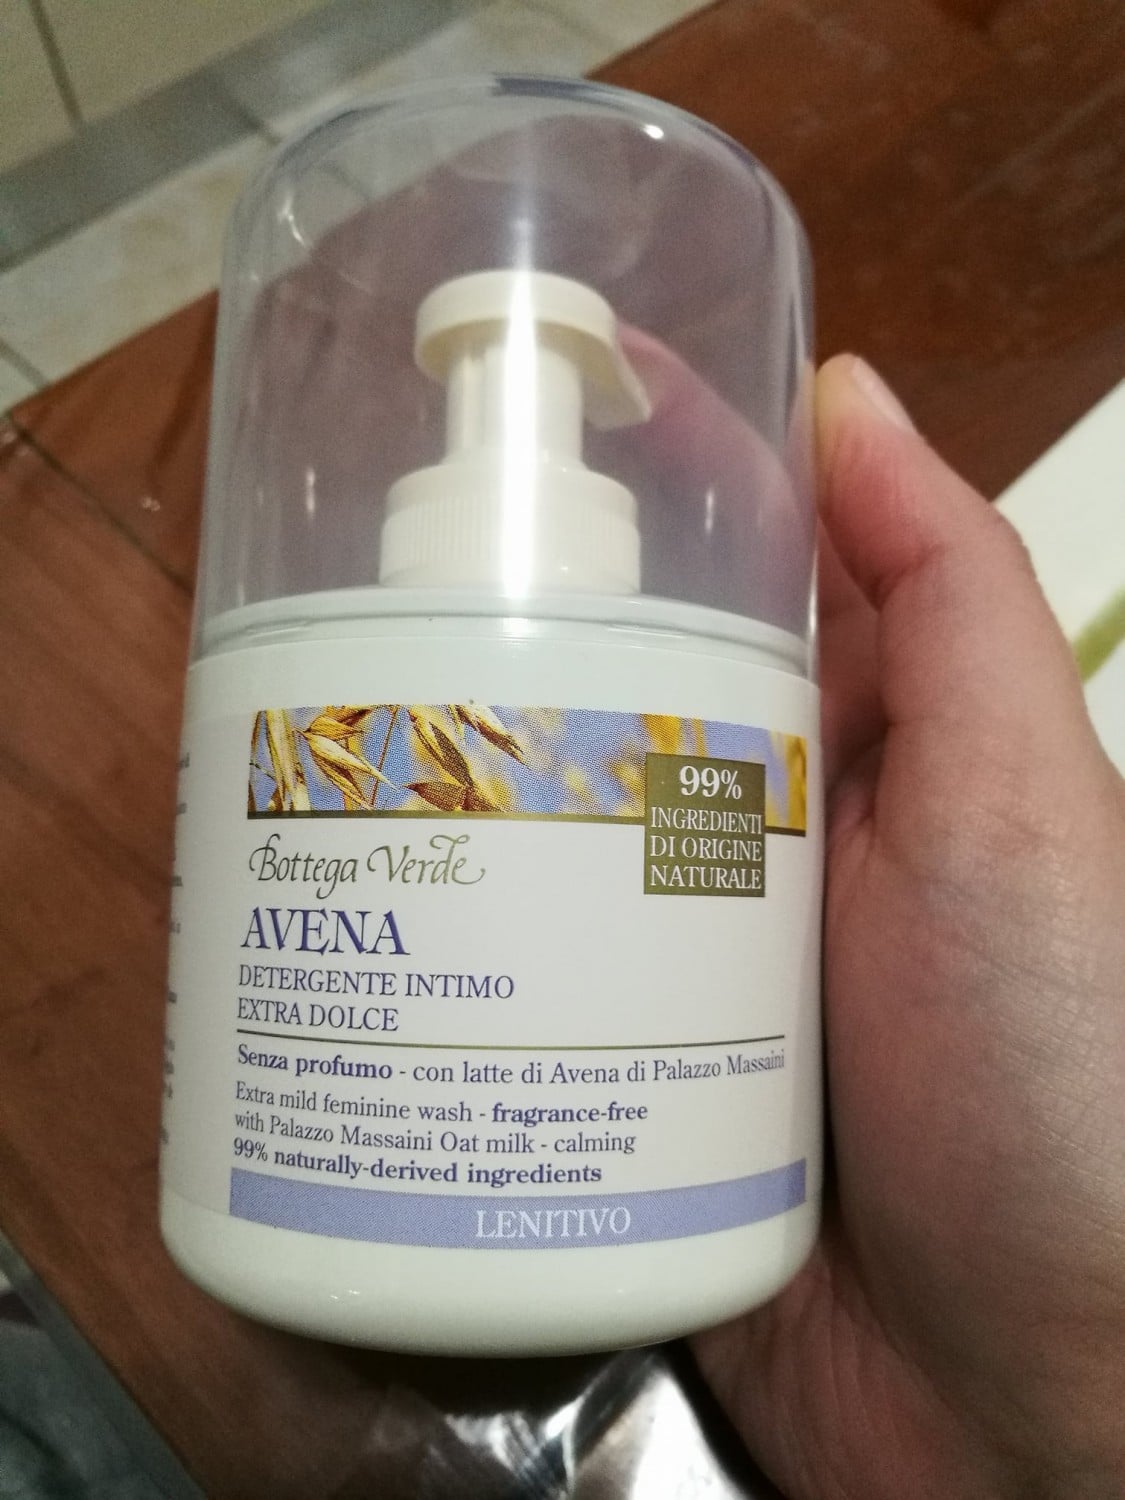 99%
INGREDIENTI
DI ORIGINE
NATURALE
Bottega Verde
AVENA
DETERGENTE INTIMO
EXTRA DOLCE
Senza profumo - con latte di Avena di Palazzo Massaini
Extra mild feminine wash - fragrance-free
with Palazzo Massaini Oat milk - calming
99% naturally-derived ingredients
LENITIVO